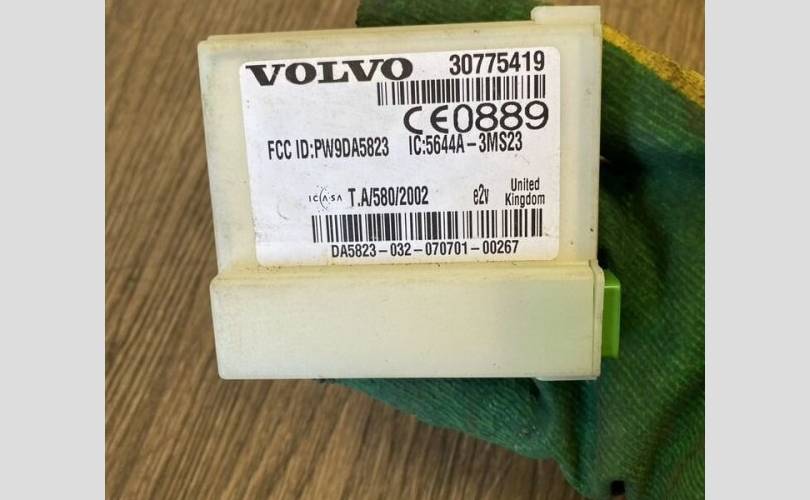 VOLVO 30775419
CE0889
FCC ID:PW9DA5823 IC:5644A-3MS23
ICASA T.A/580/2002 e2v United Kingdom
DA5823-032-070701-00267